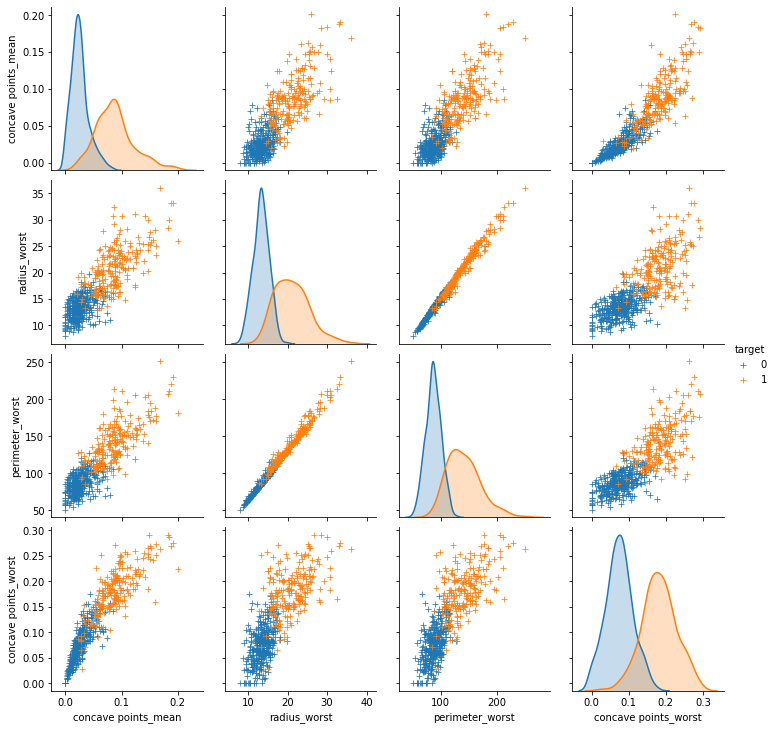 concave points_mean
0.20
0.15
0.10
0.05
0.00
radius_worst
35
30
25
20
15
10
target
0
1
perimeter_worst
250
200
150
100
50
concave points_worst
0.30
0.25
0.20
0.15
0.10
0.05
0.00
0.0 0.1 0.2
10 20 30 40
100 200
0.0 0.1 0.2 0.3
concave points_mean radius_worst perimeter_worst concave points_worst